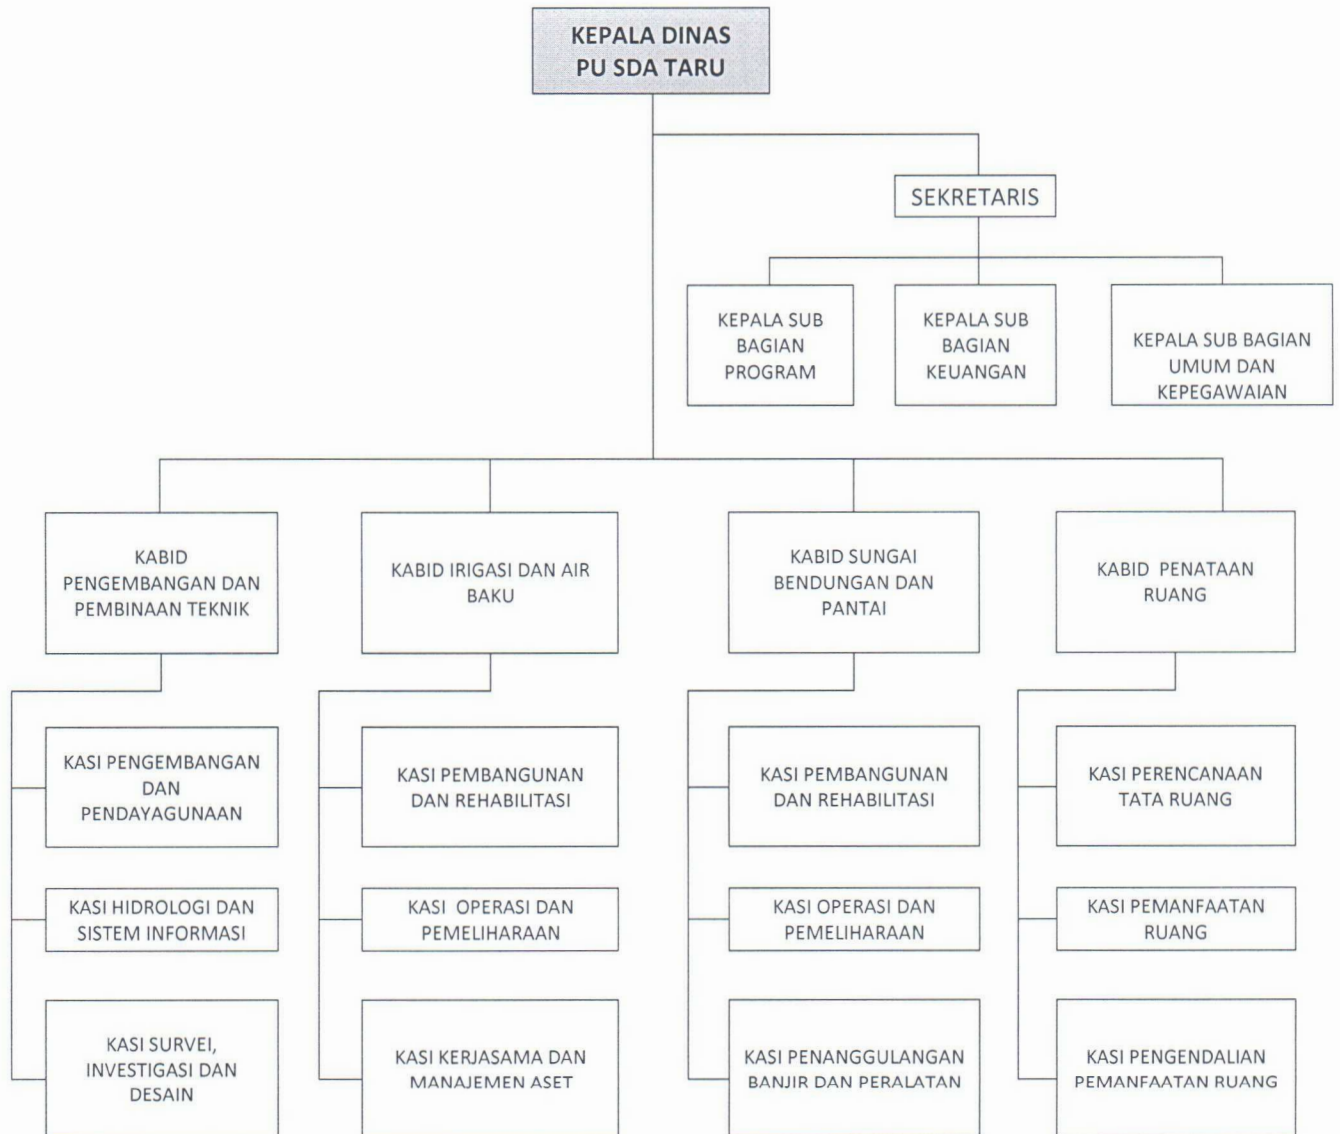 KEPALA DINAS
PU SDA TARU
SEKRETARIS
KEPALA SUB
BAGIAN
PROGRAM
KEPALA SUB
BAGIAN
KEUANGAN
KEPALA SUB BAGIAN
UMUM DAN
KEPEGAWAIAN
KABID
PENGEMBANGAN DAN
PEMBINAAN TEKNIK
KABID IRIGASI DAN AIR
BAKU
KABID SUNGAI
BENDUNGAN DAN
PANTAI
KABID PENATAAN
RUANG
KASI PENGEMBANGAN
DAN
PENDAYAGUNAAN
KASI PEMBANGUNAN
DAN REHABILITASI
KASI PEMBANGUNAN
DAN REHABILITASI
KASI PERENCANAAN
TATA RUANG
KASI HIDROLOGI DAN
SISTEM INFORMASI
KASI OPERASI DAN
PEMELIHARAAN
KASI OPERASI DAN
PEMELIHARAAN
KASI PEMANFAATAN
RUANG
KASI SURVEI,
INVESTIGASI DAN
DESAIN
KASI KERJASAMA DAN
MANAJEMEN ASET
KASI PENANGGULANGAN
BANJIR DAN PERALATAN
KASI PENGENDALIAN
PEMANFAATAN RUANG